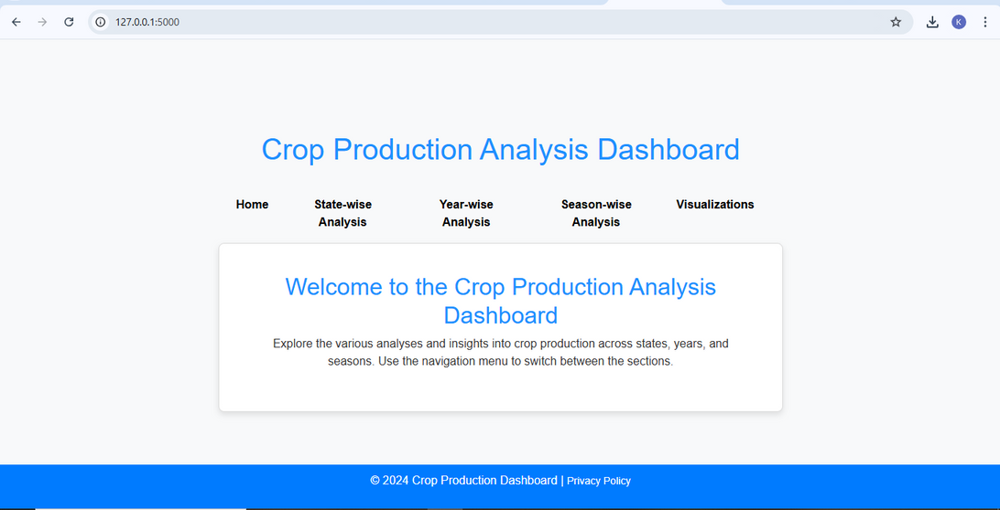 127.0.0.1:5000
K
Crop Production Analysis Dashboard
Home State-wise Analysis Year-wise Analysis Season-wise Analysis Visualizations
Welcome to the Crop Production Analysis
Dashboard
Explore the various analyses and insights into crop production across states, years, and
seasons. Use the navigation menu to switch between the sections.
© 2024 Crop Production Dashboard | Privacy Policy